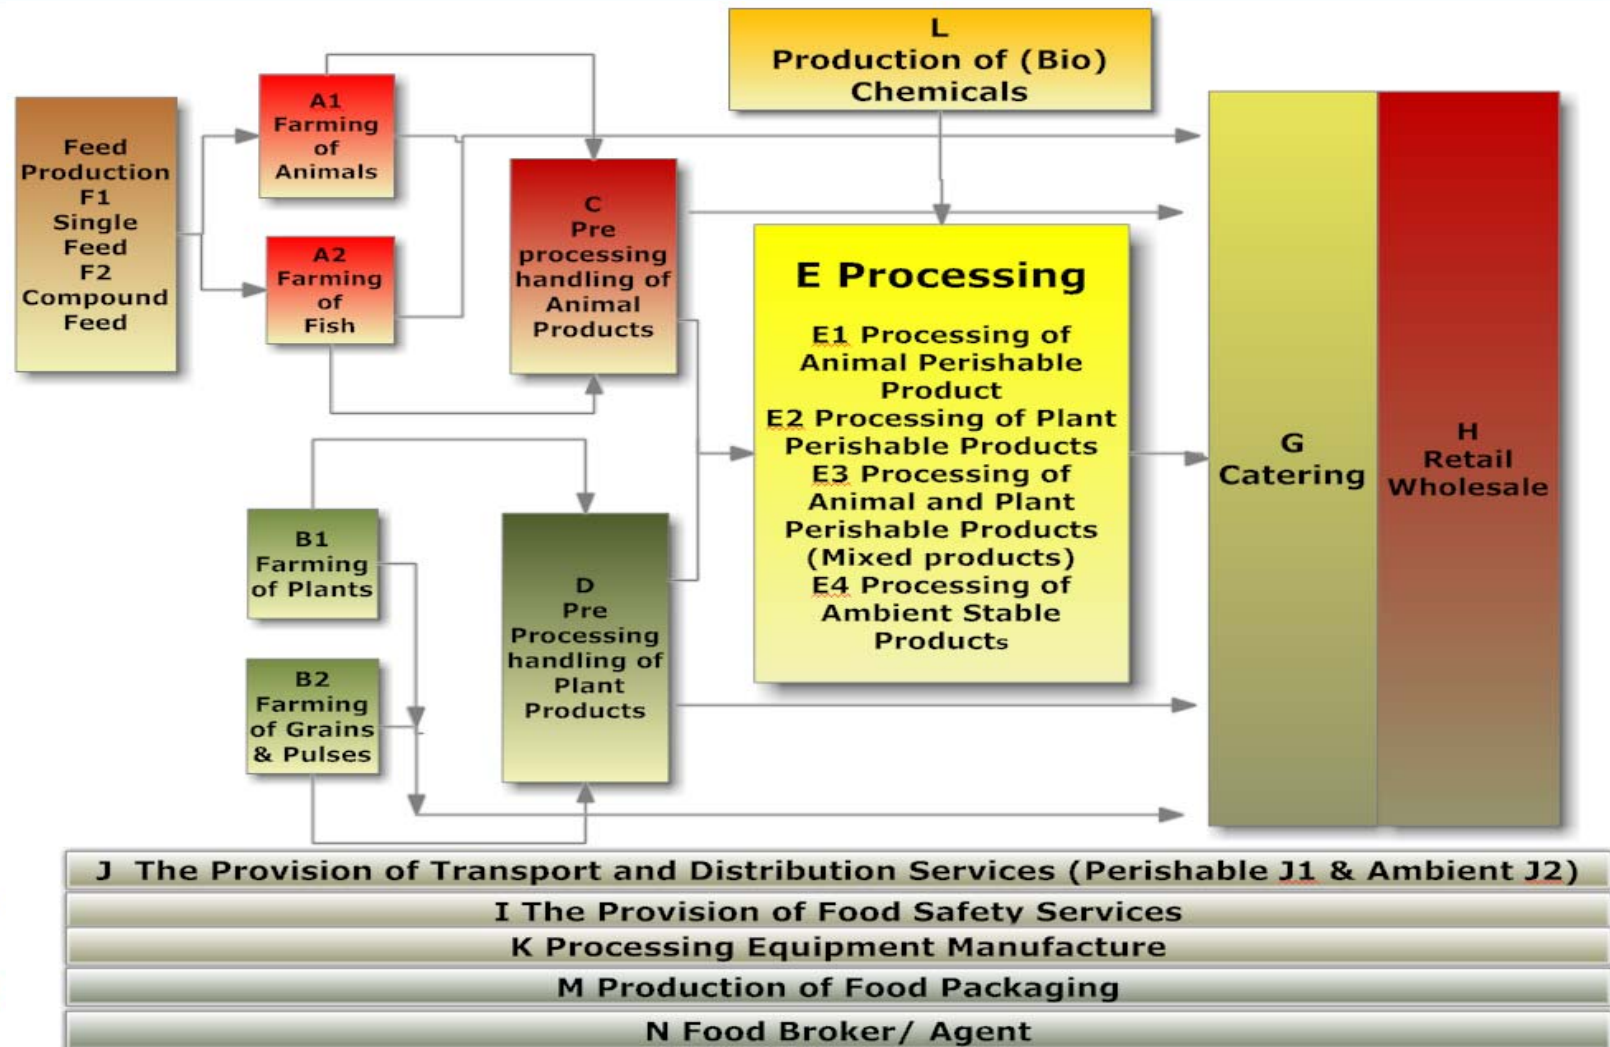 L
Production of (Bio)
Chemicals
Feed
Production
F1
Single
Feed
F2
Compound
Feed
A1
Farming
of
Animals
A2
Farming
of
Fish
C
Pre
processing
handling of
Animal
Products
E Processing
E1 Processing of
Animal Perishable
Product
E2 Processing of Plant
Perishable Products
E3 Processing of
Animal and Plant
Perishable Products
(Mixed products)
E4 Processing of
Ambient Stable
Products
G
Catering
H
Retail
Wholesale
B1
Farming
of Plants
B2
Farming
of Grains
& Pulses
D
Pre
Processing
handling of
Plant
Products
J The Provision of Transport and Distribution Services (Perishable J1 & Ambient J2)
I The Provision of Food Safety Services
K Processing Equipment Manufacture
M Production of Food Packaging
N Food Broker/ Agent